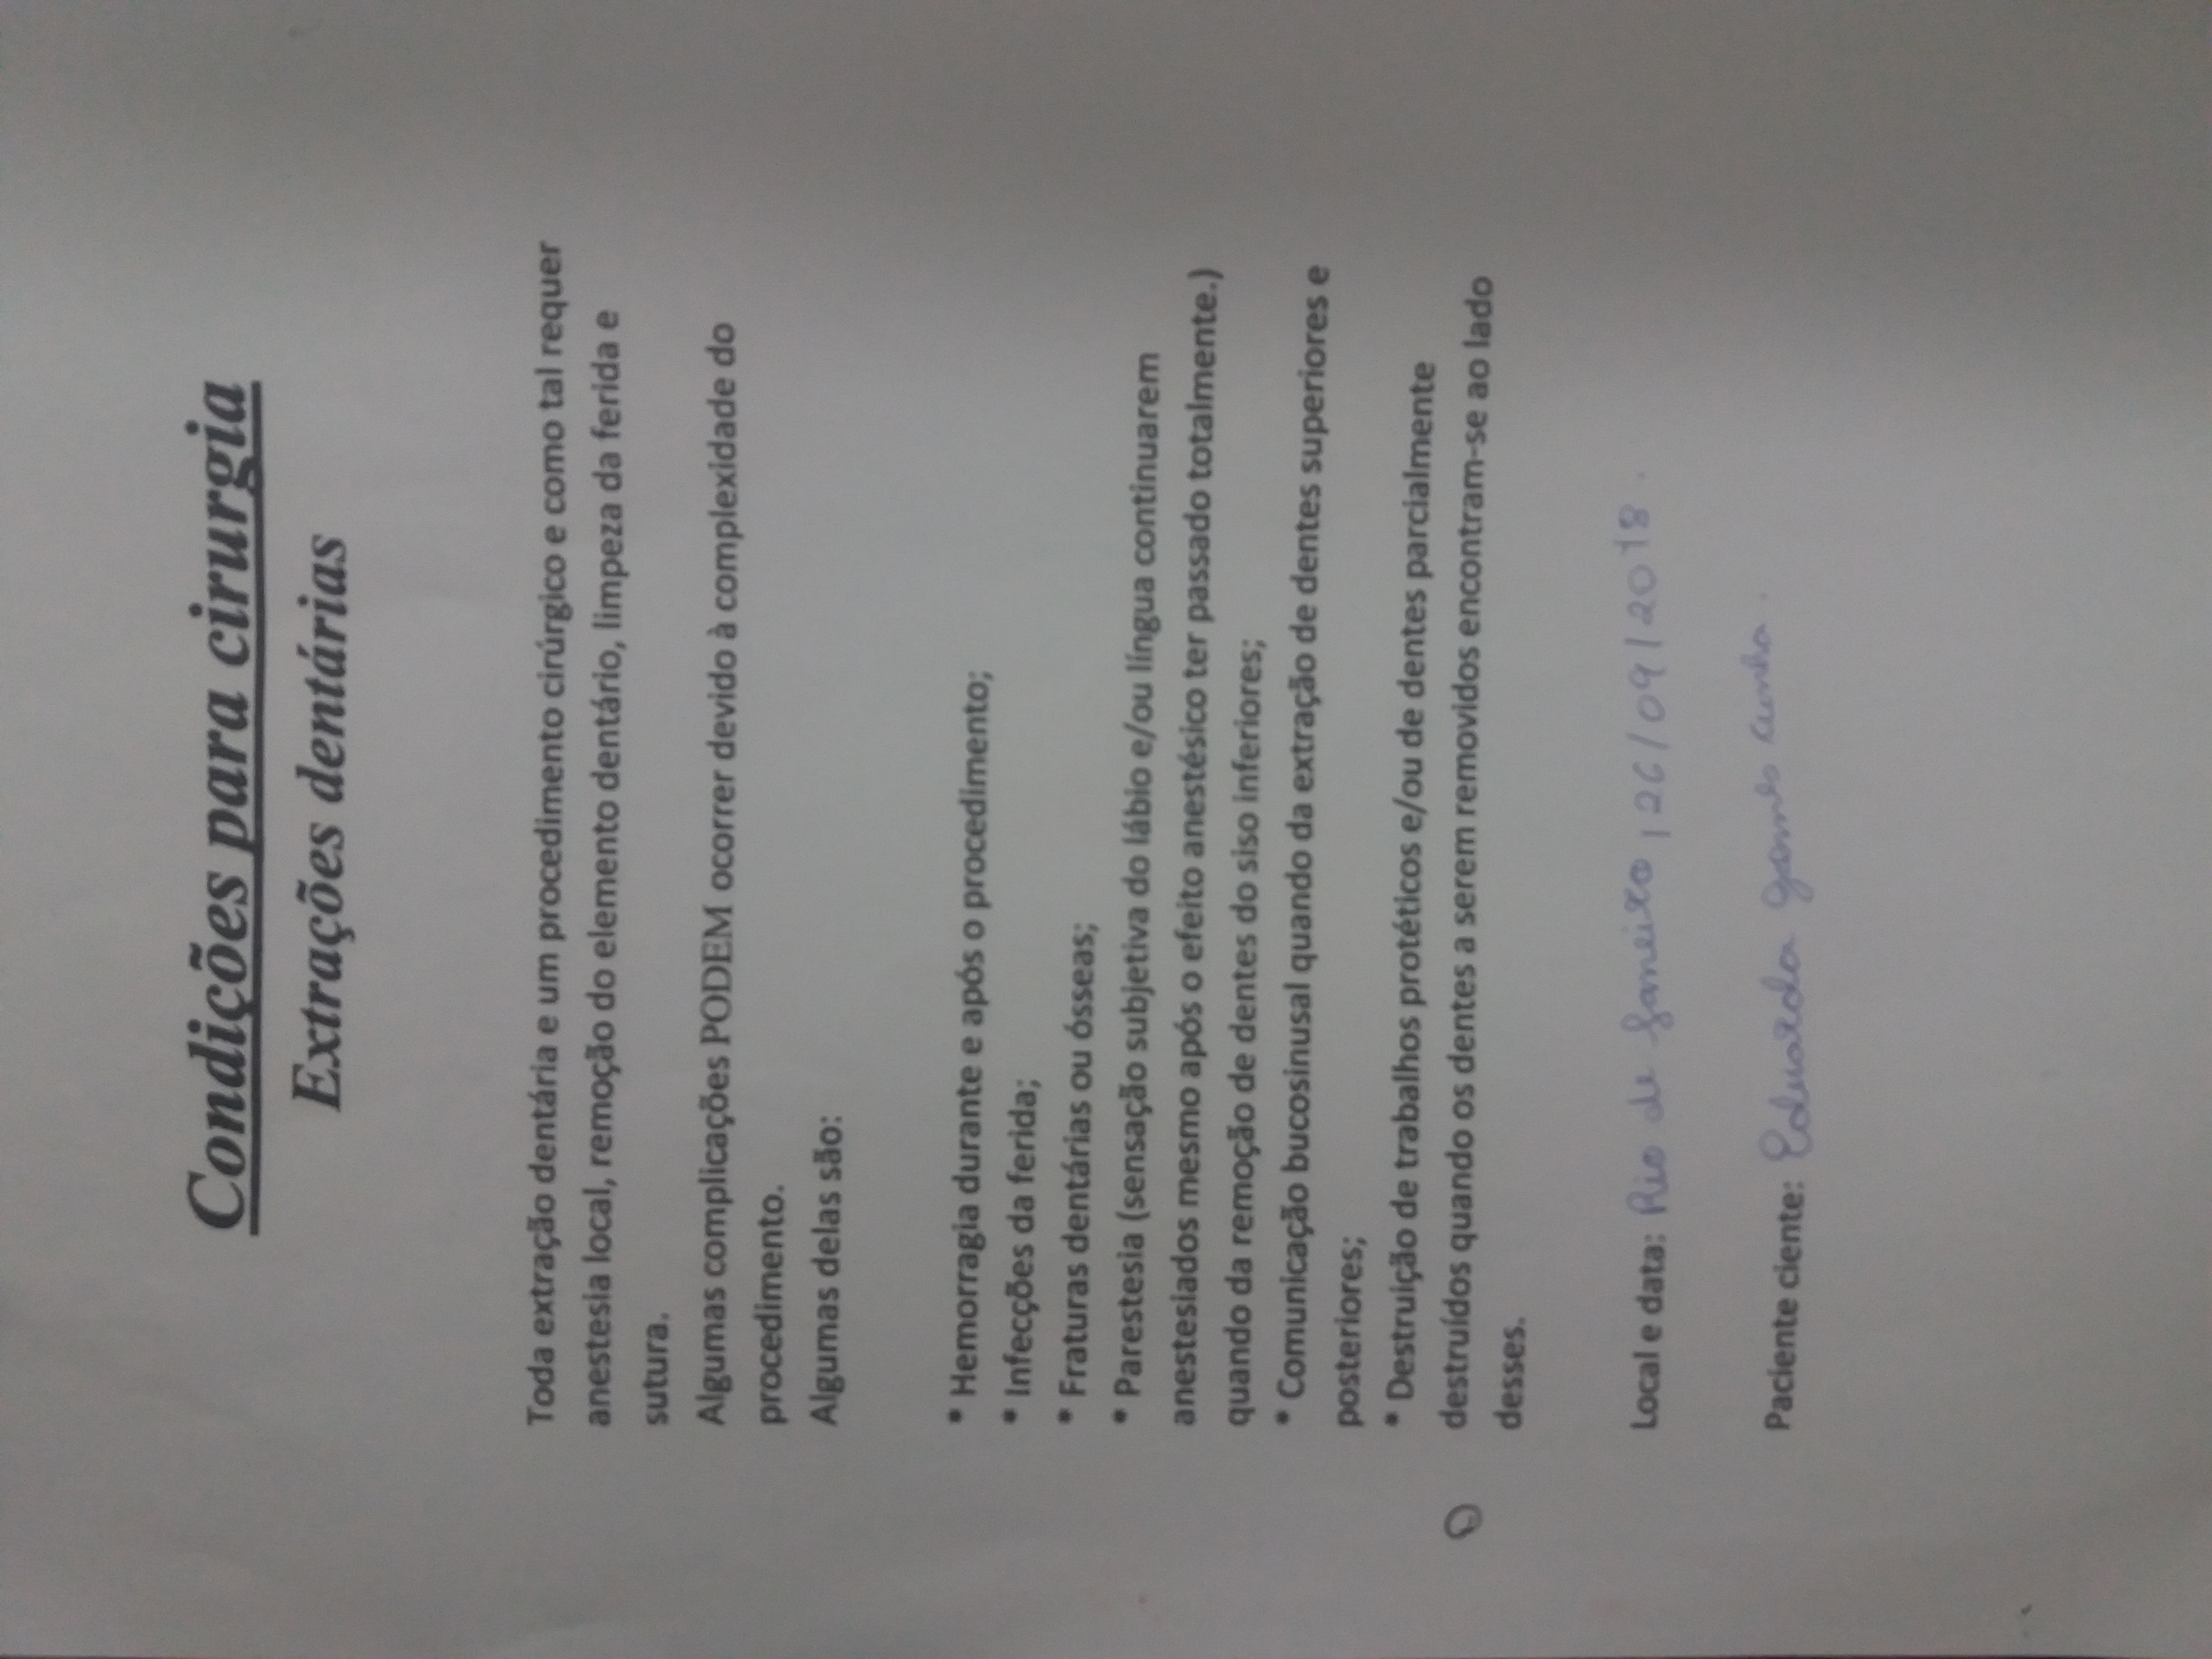 Condições para cirurgia
Extrações dentárias
Toda extração dentária e um procedimento cirúrgico e como tal requer
anestesia local, remoção do elemento dentário, limpeza da ferida e
sutura.
Algumas complicações PODEM ocorrer devido à complexidade do
procedimento.
Algumas delas são:
• Hemorragia durante e após o procedimento;
• Infecções da ferida;
• Fraturas dentárias ou ósseas;
• Parestesia (sensação subjetiva do lábio e/ou língua continuarem
anestesiados mesmo após o efeito anestésico ter passado totalmente.)
quando da remoção de dentes do siso inferiores;
• Comunicação bucosinusal quando da extração de dentes superiores e
posteriores;
• Destruição de trabalhos protéticos e/ou de dentes parcialmente
destruídos quando os dentes a serem removidos encontram-se ao lado
desses.
Local e data: Rio de Janeiro, 26/09/2018.
Paciente ciente: Eduarda Gomes Cunha.